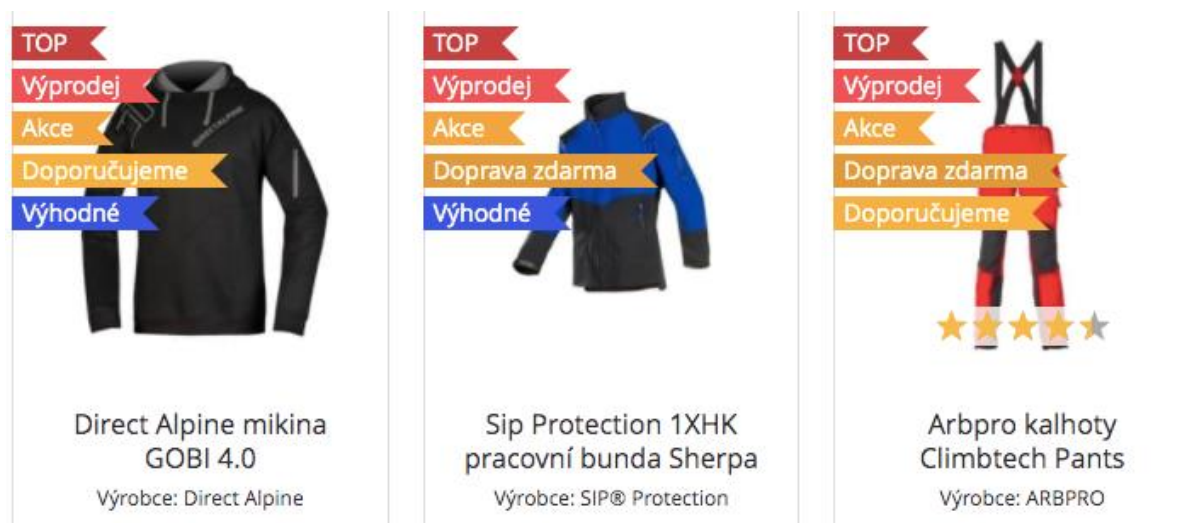 TOP
Výprodej
Akce
Doporučujeme
Výhodné
DIRECTALPINE
Direct Alpine mikina
GOBI 4.0
Výrobce: Direct Alpine
TOP
Výprodej
Akce
Doprava zdarma
Výhodné
Sip Protection 1XHK
pracovní bunda Sherpa
Výrobce: SIP® Protection
TOP
Výprodej
Akce
Doprava zdarma
Doporučujeme
Arbpro kalhoty
Climbtech Pants
Výrobce: ARBPRO